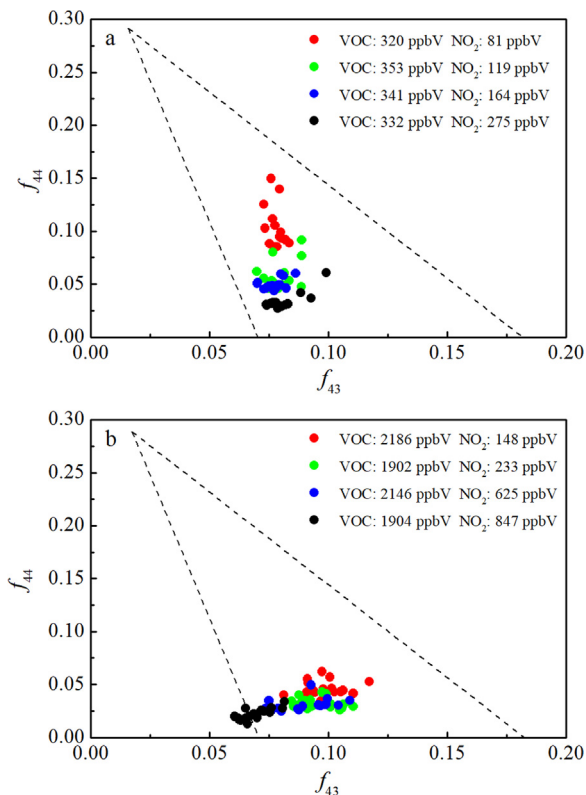 0.30
a
VOC: 320 ppbV NO₂: 81 ppbV
VOC: 353 ppbV NO₂: 119 ppbV
VOC: 341 ppbV NO₂: 164 ppbV
VOC: 332 ppbV NO₂: 275 ppbV
0.25
0.20
0.15
0.10
0.05
0.00
f₄₄
0.00 0.05 0.10 0.15 0.20
f₄₃
0.30
b
VOC: 2186 ppbV NO₂: 148 ppbV
VOC: 1902 ppbV NO₂: 233 ppbV
VOC: 2146 ppbV NO₂: 625 ppbV
VOC: 1904 ppbV NO₂: 847 ppbV
0.25
0.20
0.15
0.10
0.05
0.00
f₄₄
0.00 0.05 0.10 0.15 0.20
f₄₃